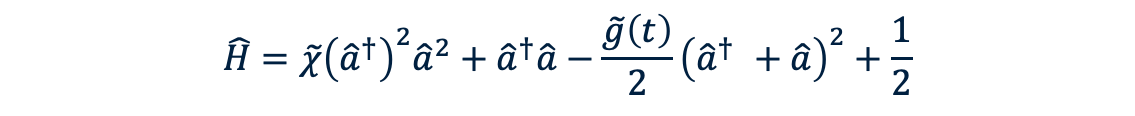 Ĥ = χ̃(â†)²â² + â†â − g̃(t)/2 (â† + â)² + 1/2